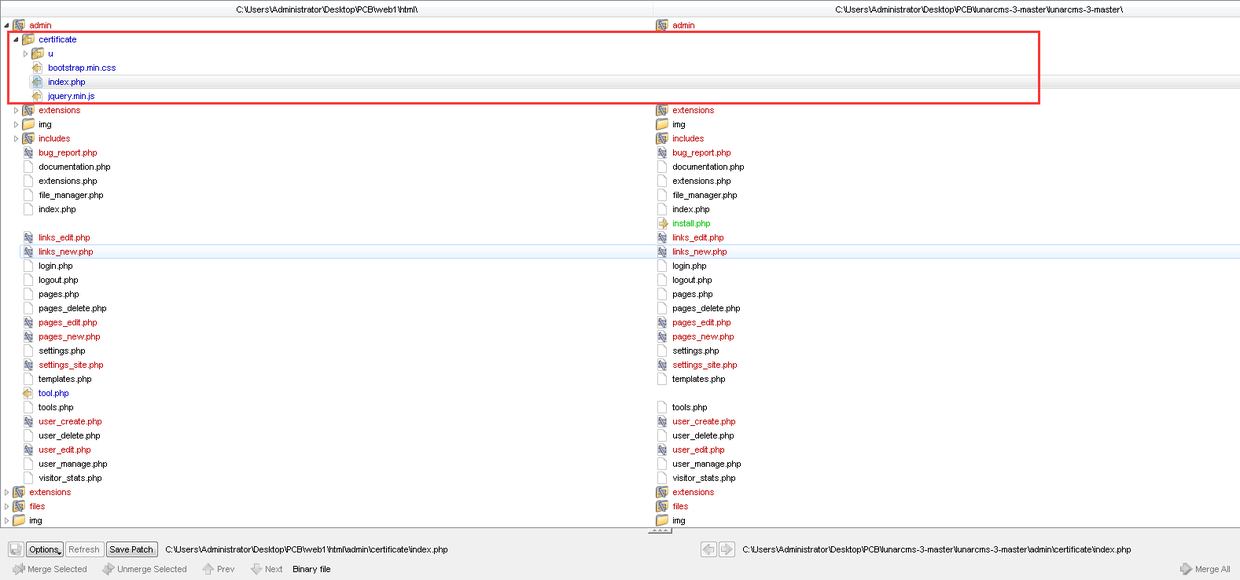 C:\Users\Administrator\Desktop\PCB\web1\html\ C:\Users\Administrator\Desktop\PCB\lunarcms-3-master\lunarcms-3-master\
admin admin
certificate
u
bootstrap.min.css
index.php
jquery.min.js
extensions extensions
img img
includes includes
bug_report.php bug_report.php
documentation.php documentation.php
extensions.php extensions.php
file_manager.php file_manager.php
index.php index.php
install.php
links_edit.php links_edit.php
links_new.php links_new.php
login.php login.php
logout.php logout.php
pages.php pages.php
pages_delete.php pages_delete.php
pages_edit.php pages_edit.php
pages_new.php pages_new.php
settings.php settings.php
settings_site.php settings_site.php
templates.php templates.php
tool.php
tools.php tools.php
user_create.php user_create.php
user_delete.php user_delete.php
user_edit.php user_edit.php
user_manage.php user_manage.php
visitor_stats.php visitor_stats.php
extensions extensions
files files
img img
Options Refresh Save Patch C:\Users\Administrator\Desktop\PCB\web1\html\admin\certificate\index.php C:\Users\Administrator\Desktop\PCB\lunarcms-3-master\lunarcms-3-master\admin\certificate\index.php
Merge Selected Unmerge Selected Prev Next Binary file Merge All